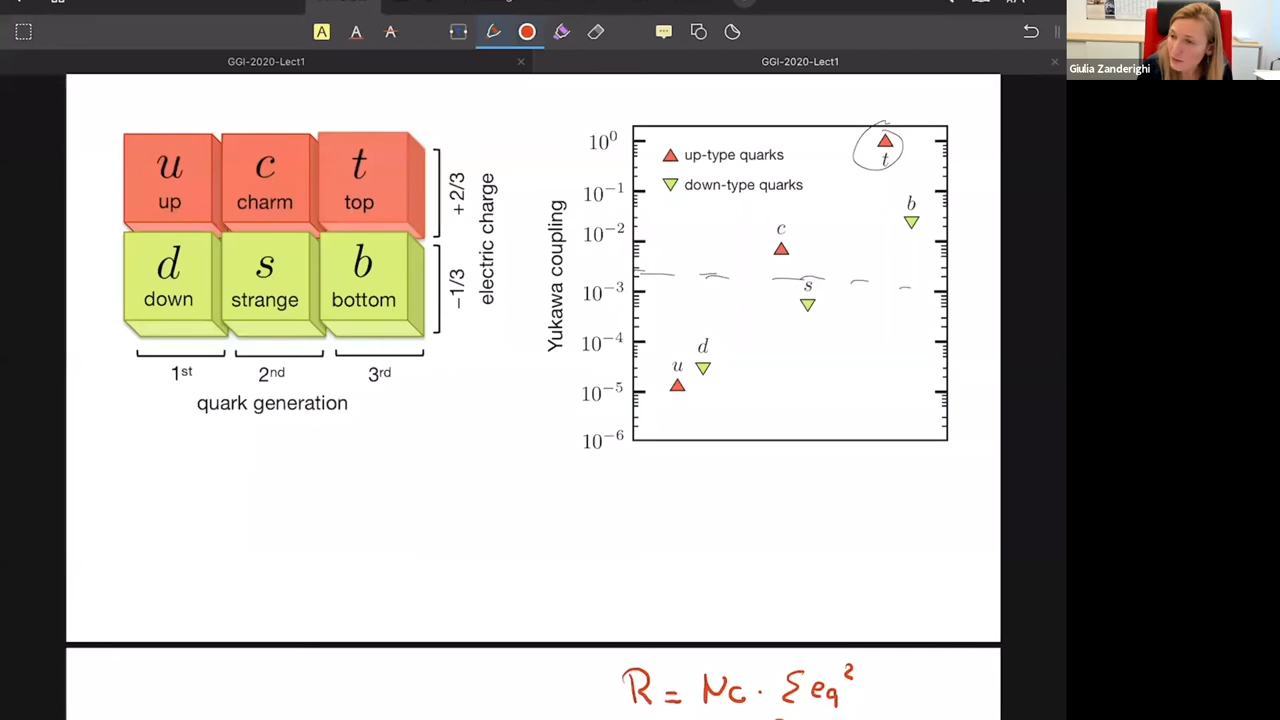 A A A
GGI-2020-Lect1 × GGI-2020-Lect1 ×
Giulia Zanderighi
u c t
up charm top
d s b
down strange bottom
+2/3
−1/3
electric charge
1st 2nd 3rd
quark generation
Yukawa coupling
10^0
10^−1
10^−2
10^−3
10^−4
10^−5
10^−6
up-type quarks
down-type quarks
t
b
c
s
d
u
R = Nc · Σ eq²